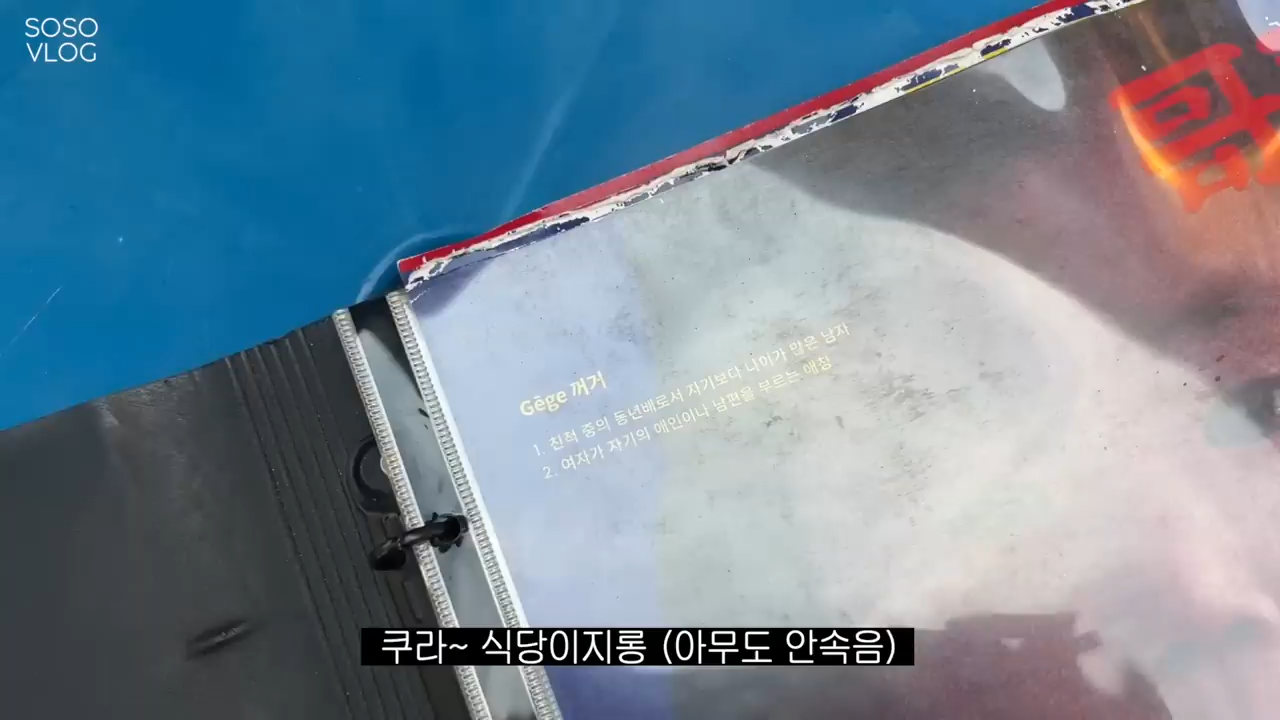 SOSO
VLOG
哥
Gēge 꺼거
1. 친척 중의 동년배로서 자기보다 나이가 많은 남자
2. 여자가 자기의 애인이나 남편을 부르는 애칭
쿠라~ 식당이지롱 (아무도 안속음)